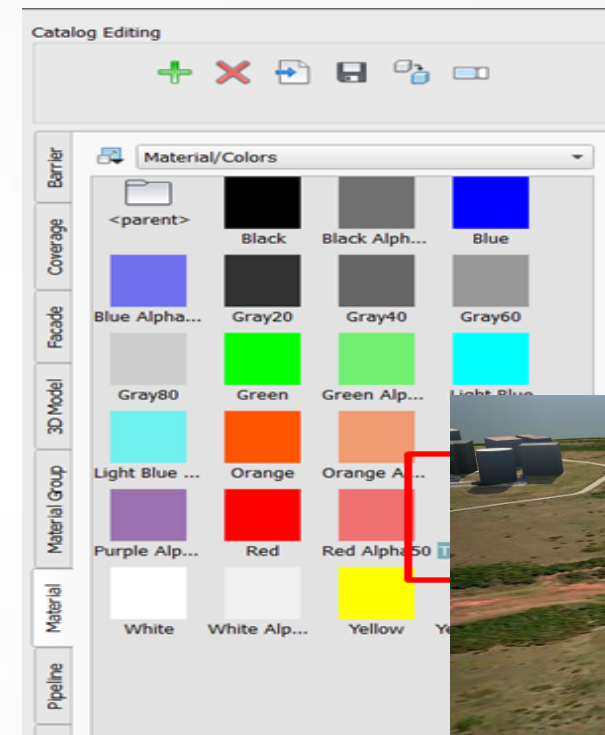 Catalog Editing
Material/Colors
Barrier
Coverage
Facade
3D Model
Material Group
Material
Pipeline
<parent>
Black
Black Alph...
Blue
Blue Alpha...
Gray20
Gray40
Gray60
Gray80
Green
Green Alp...
Light Blue
Light Blue ...
Orange
Orange A...
Purple Alp...
Red
Red Alpha50
White
White Alp...
Yellow